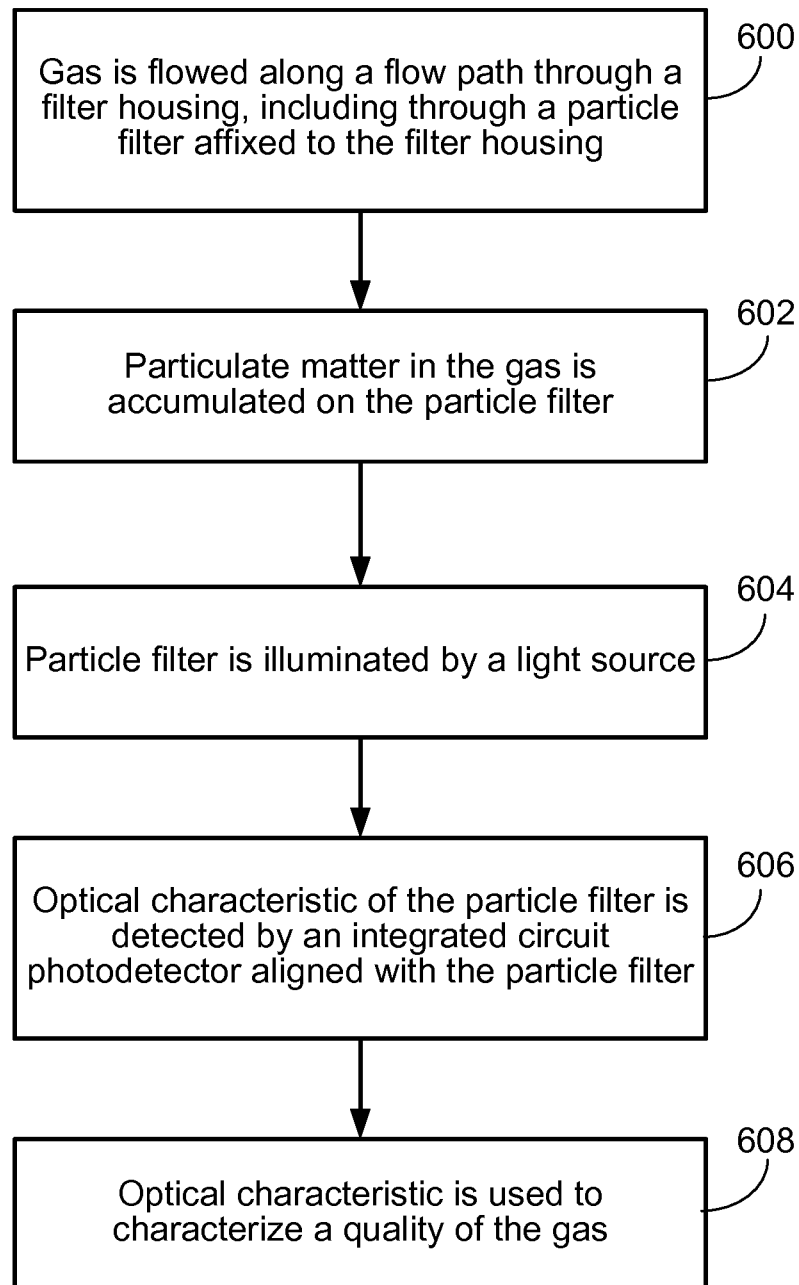 600
Gas is flowed along a flow path through a
filter housing, including through a particle
filter affixed to the filter housing
602
Particulate matter in the gas is
accumulated on the particle filter
604
Particle filter is illuminated by a light source
606
Optical characteristic of the particle filter is
detected by an integrated circuit
photodetector aligned with the particle filter
608
Optical characteristic is used to
characterize a quality of the gas